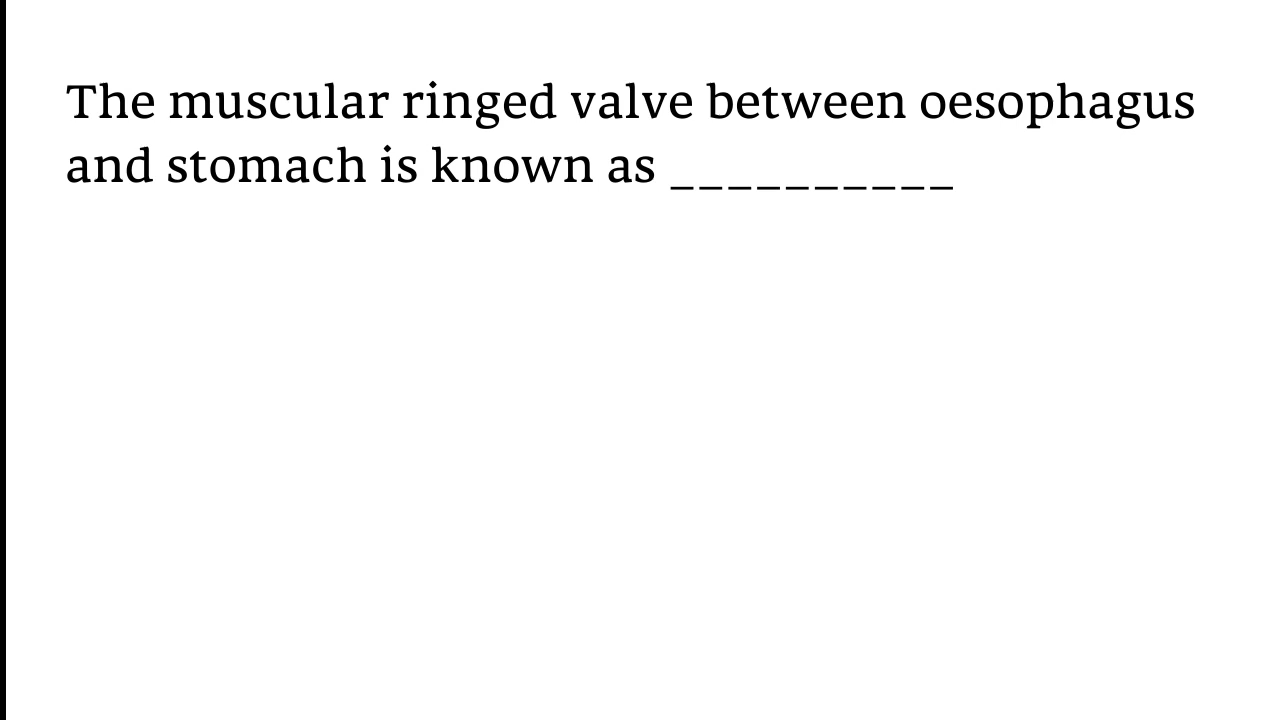 The muscular ringed valve between oesophagus
and stomach is known as __________